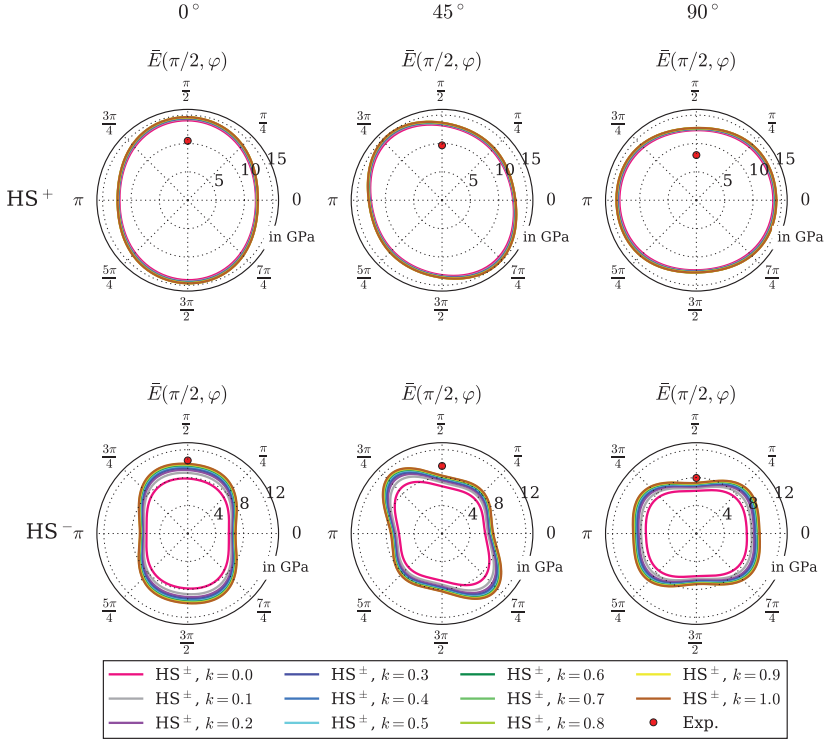 0° 45° 90°
Ē(π/2, φ) Ē(π/2, φ) Ē(π/2, φ)
π/2 π/2 π/2
3π/4 π/4 3π/4 π/4 3π/4 π/4
5 10 15 5 10 15 5 10 15
HS⁺ π 0 π 0 π 0
in GPa in GPa in GPa
5π/4 7π/4 5π/4 7π/4 5π/4 7π/4
3π/2 3π/2 3π/2
Ē(π/2, φ) Ē(π/2, φ) Ē(π/2, φ)
π/2 π/2 π/2
3π/4 π/4 3π/4 π/4 3π/4 π/4
4 8 12 4 8 12 4 8 12
HS⁻ π 0 π 0 π 0
in GPa in GPa in GPa
5π/4 7π/4 5π/4 7π/4 5π/4 7π/4
3π/2 3π/2 3π/2
HS±, k=0.0 HS±, k=0.3 HS±, k=0.6 HS±, k=0.9
HS±, k=0.1 HS±, k=0.4 HS±, k=0.7 HS±, k=1.0
HS±, k=0.2 HS±, k=0.5 HS±, k=0.8 Exp.